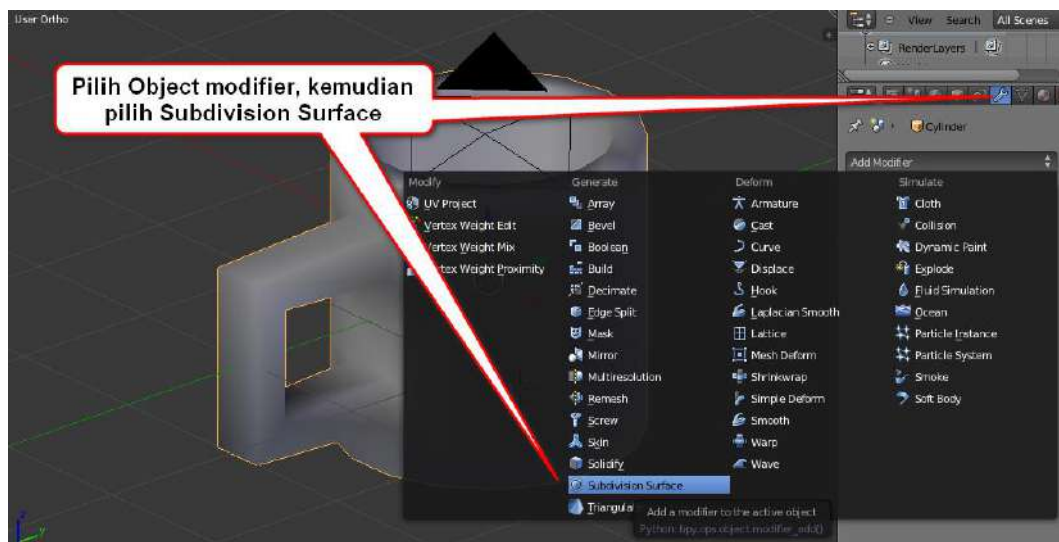 User Ortho
View Search All Scenes
RenderLayers
Pilih Object modifier, kemudian
pilih Subdivision Surface
Cylinder
Add Modifier
Modify
UV Project
Vertex Weight Edit
Vertex Weight Mix
Vertex Weight Proximity
Generate
Array
Bevel
Boolean
Build
Decimate
Edge Split
Mask
Mirror
Multiresolution
Remesh
Screw
Skin
Solidify
Subdivision Surface
Triangulat
Deform
Armature
Cast
Curve
Displace
Hook
Laplacian Smooth
Lattice
Mesh Deform
Shrinkwrap
Simple Deform
Smooth
Warp
Wave
Simulate
Cloth
Collision
Dynamic Paint
Explode
Fluid Simulation
Ocean
Particle Instance
Particle System
Smoke
Soft Body
Add a modifier to the active object
Python: bpy.ops.object.modifier_add()
z
y